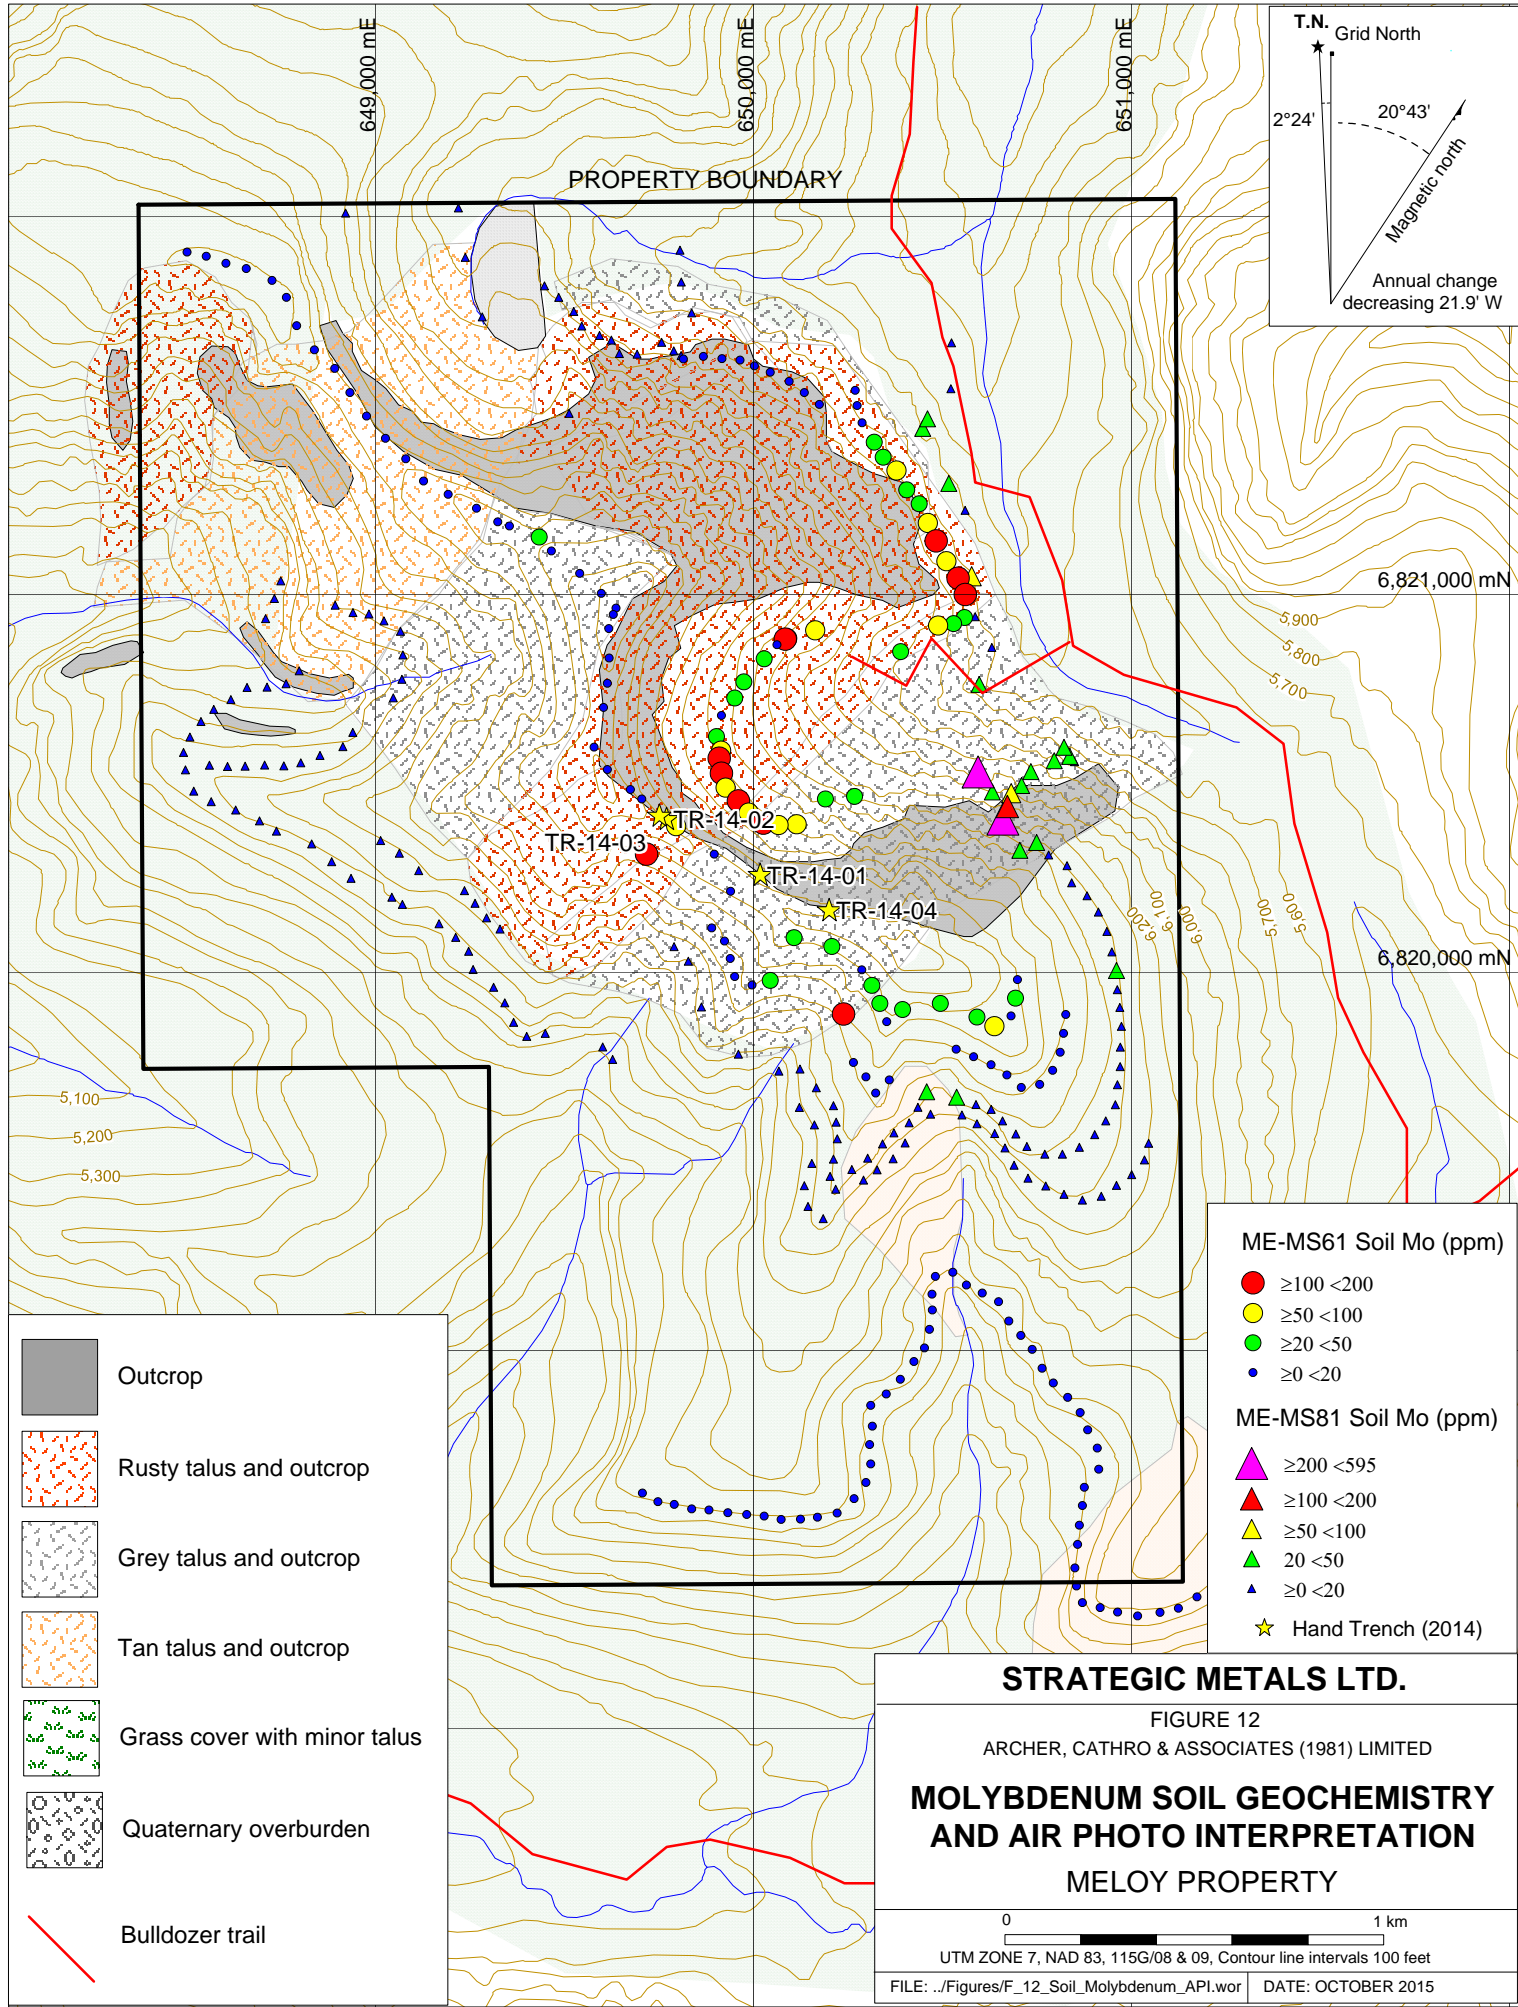 649,000 mE
650,000 mE
651,000 mE
T.N.
Grid North
2°24'
20°43'
Magnetic north
Annual change
decreasing 21.9' W
PROPERTY BOUNDARY
6,821,000 mN
5,900
5,800
5,700
TR-14-02
TR-14-03
TR-14-01
TR-14-04
6,200
6,100
6,000
5,700
5,600
6,820,000 mN
5,100
5,200
5,300
ME-MS61 Soil Mo (ppm)
≥100 <200
≥50 <100
≥20 <50
≥0 <20
ME-MS81 Soil Mo (ppm)
≥200 <595
≥100 <200
≥50 <100
20 <50
≥0 <20
Hand Trench (2014)
Outcrop
Rusty talus and outcrop
Grey talus and outcrop
Tan talus and outcrop
Grass cover with minor talus
Quaternary overburden
Bulldozer trail
STRATEGIC METALS LTD.
FIGURE 12
ARCHER, CATHRO & ASSOCIATES (1981) LIMITED
MOLYBDENUM SOIL GEOCHEMISTRY
AND AIR PHOTO INTERPRETATION
MELOY PROPERTY
0
1 km
UTM ZONE 7, NAD 83, 115G/08 & 09, Contour line intervals 100 feet
FILE: ../Figures/F_12_Soil_Molybdenum_API.wor
DATE: OCTOBER 2015